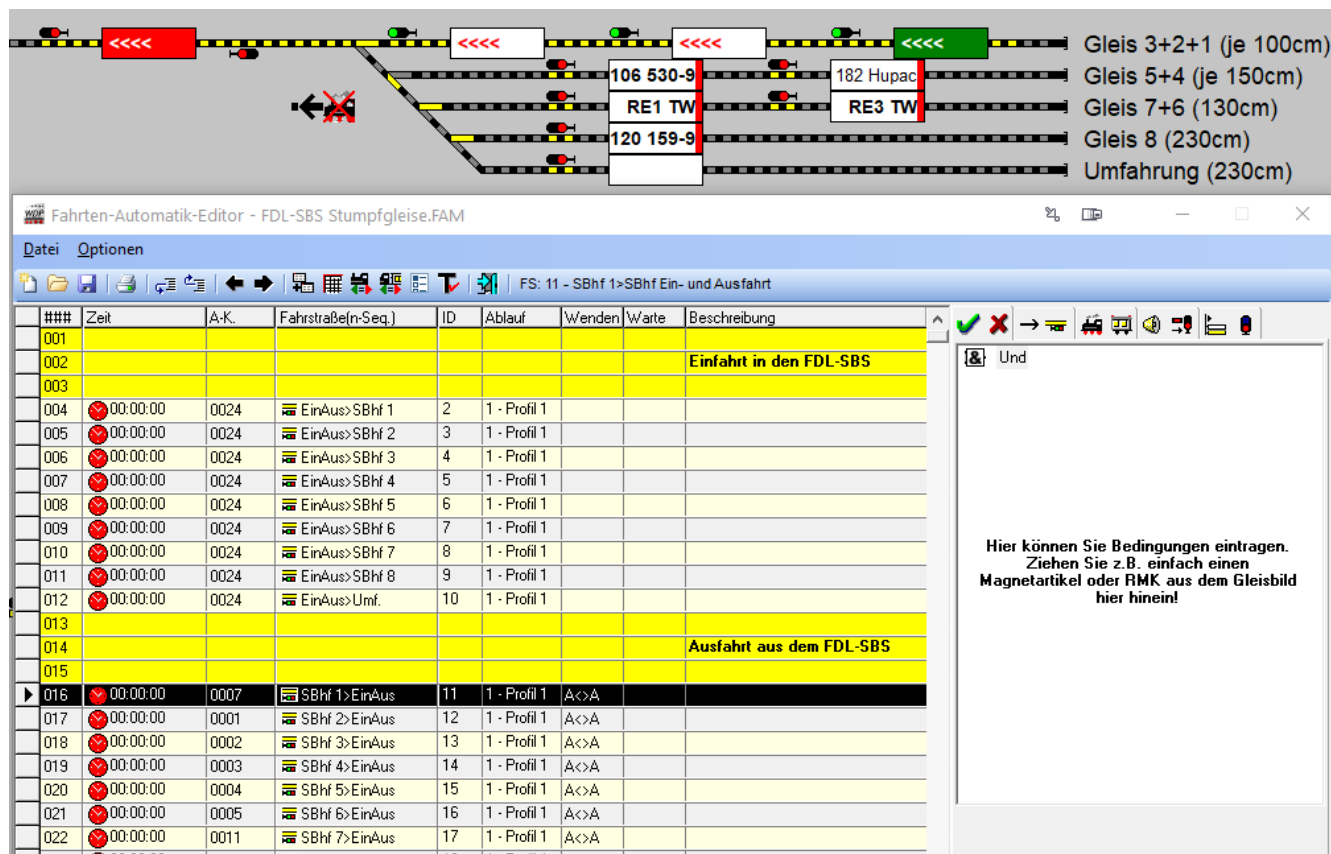 <<<< <<<< <<<< <<<< Gleis 3+2+1 (je 100cm)
106 530-9 182 Hupac Gleis 5+4 (je 150cm)
RE1 TW RE3 TW Gleis 7+6 (130cm)
120 159-9 Gleis 8 (230cm)
Umfahrung (230cm)
Fahrten-Automatik-Editor - FDL-SBS Stumpfgleise.FAM
Datei Optionen
FS: 11 - SBhf 1>SBhf Ein- und Ausfahrt
### Zeit A-K. Fahrstraße(n-Seq.) ID Ablauf Wenden Warte Beschreibung
001
002 Einfahrt in den FDL-SBS
003
004 00:00:00 0024 EinAus>SBhf 1 2 1 - Profil 1
005 00:00:00 0024 EinAus>SBhf 2 3 1 - Profil 1
006 00:00:00 0024 EinAus>SBhf 3 4 1 - Profil 1
007 00:00:00 0024 EinAus>SBhf 4 5 1 - Profil 1
008 00:00:00 0024 EinAus>SBhf 5 6 1 - Profil 1
009 00:00:00 0024 EinAus>SBhf 6 7 1 - Profil 1
010 00:00:00 0024 EinAus>SBhf 7 8 1 - Profil 1
011 00:00:00 0024 EinAus>SBhf 8 9 1 - Profil 1
012 00:00:00 0024 EinAus>Umf. 10 1 - Profil 1
013
014 Ausfahrt aus dem FDL-SBS
015
016 00:00:00 0007 SBhf 1>EinAus 11 1 - Profil 1 A<>A
017 00:00:00 0001 SBhf 2>EinAus 12 1 - Profil 1 A<>A
018 00:00:00 0002 SBhf 3>EinAus 13 1 - Profil 1 A<>A
019 00:00:00 0003 SBhf 4>EinAus 14 1 - Profil 1 A<>A
020 00:00:00 0004 SBhf 5>EinAus 15 1 - Profil 1 A<>A
021 00:00:00 0005 SBhf 6>EinAus 16 1 - Profil 1 A<>A
022 00:00:00 0011 SBhf 7>EinAus 17 1 - Profil 1 A<>A
& Und
Hier können Sie Bedingungen eintragen.
Ziehen Sie z.B. einfach einen
Magnetartikel oder RMK aus dem Gleisbild
hier hinein!